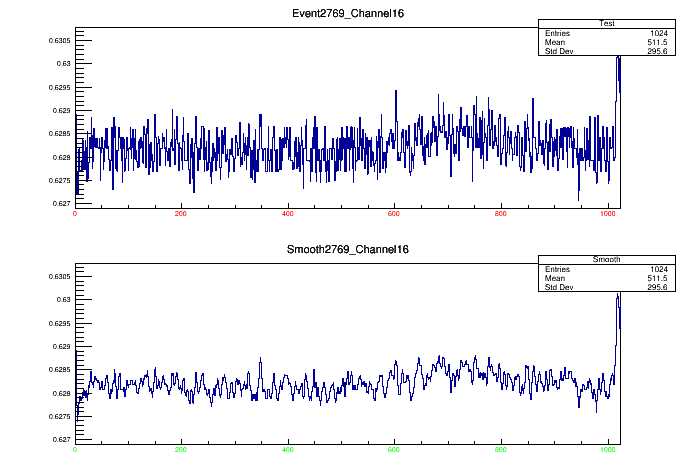 Event2769_Channel16
Test
Entries 1024
Mean 511.5
Std Dev 295.6
0.6305
0.63
0.6295
0.629
0.6285
0.628
0.6275
0.627
0 200 400 600 800 1000
Smooth2769_Channel16
Smooth
Entries 1024
Mean 511.5
Std Dev 295.6
0.6305
0.63
0.6295
0.629
0.6285
0.628
0.6275
0.627
0 200 400 600 800 1000